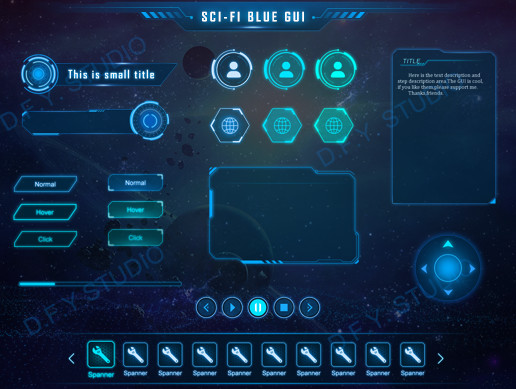 SCI-FI BLUE GUI
This is small title
TITLE
Here is the text description and
step description area.The GUI is cool,
if you like them,please support me.
Thanks,friends
Normal
Normal
Hover
Hover
Click
Click
D.F.Y STUDIO
D.F.Y STUDIO
D.F.Y STUDIO
D.F.Y STUDIO
Spanner
Spanner
Spanner
Spanner
Spanner
Spanner
Spanner
Spanner
Spanner
Spanner